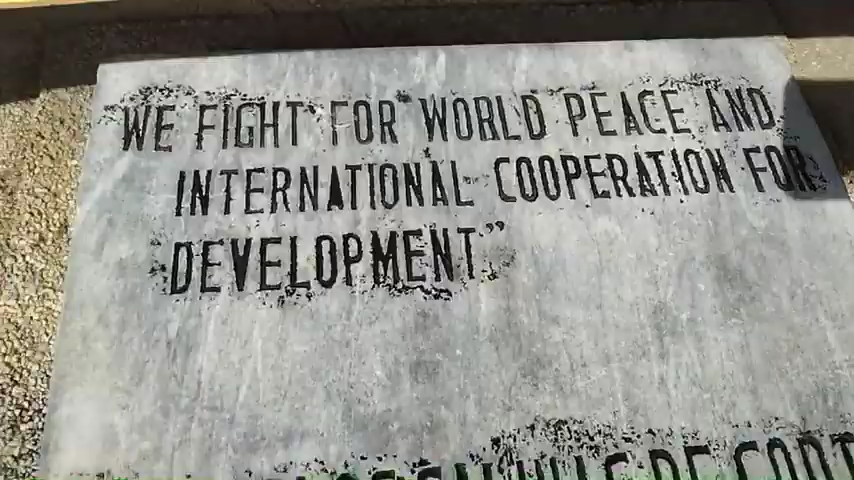 WE FIGHT FOR WORLD PEACE AND
INTERNATIONAL COOPERATION FOR
DEVELOPMENT”